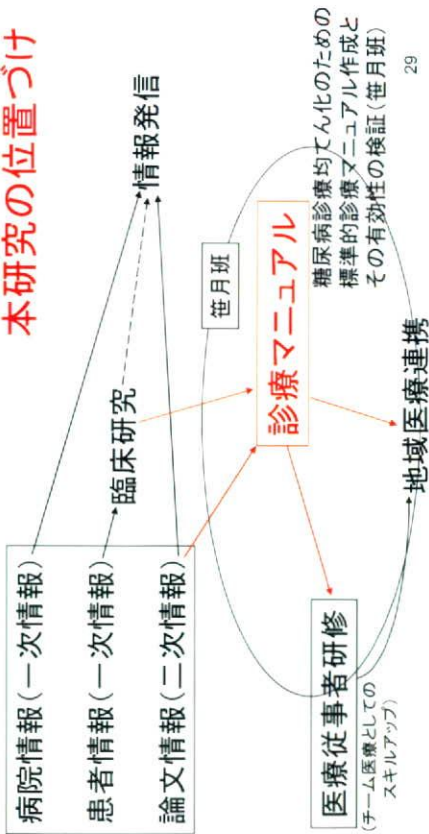 本研究の位置づけ
病院情報(一次情報)
患者情報(一次情報)
論文情報(二次情報)
臨床研究
情報発信
笹月班
診療マニュアル
医療従事者研修
(チーム医療としての
スキルアップ)
地域医療連携
糖尿病診療均てん化のための
標準的診療マニュアル作成と
その有効性の検証(笹月班)
29